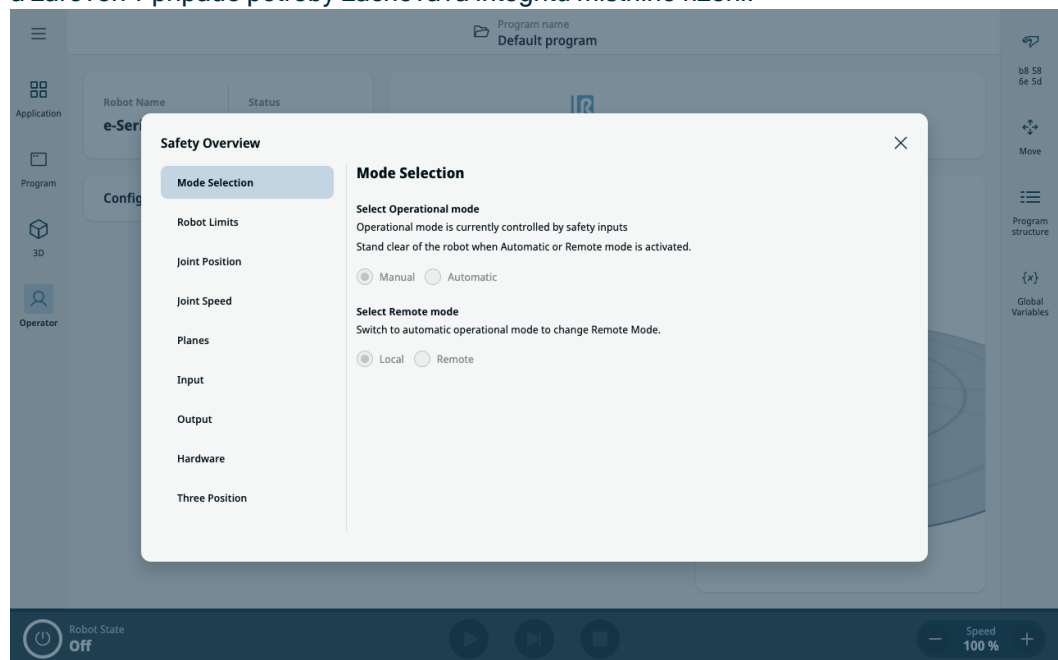 a zároveň v případě potřeby zachovává integritu místního řízení.
Program name
Default program
b8 58
6e 5d
Application
Robot Name
Status
e-Seri
Move
Safety Overview
Program
Mode Selection
Mode Selection
Config
Select Operational mode
Operational mode is currently controlled by safety inputs
Stand clear of the robot when Automatic or Remote mode is activated.
Manual Automatic
Select Remote mode
Switch to automatic operational mode to change Remote Mode.
Local Remote
Robot Limits
Joint Position
Joint Speed
Planes
Input
Output
Hardware
Three Position
3D
Operator
Program
structure
{x}
Global
Variables
Robot State
Off
Speed
100 %